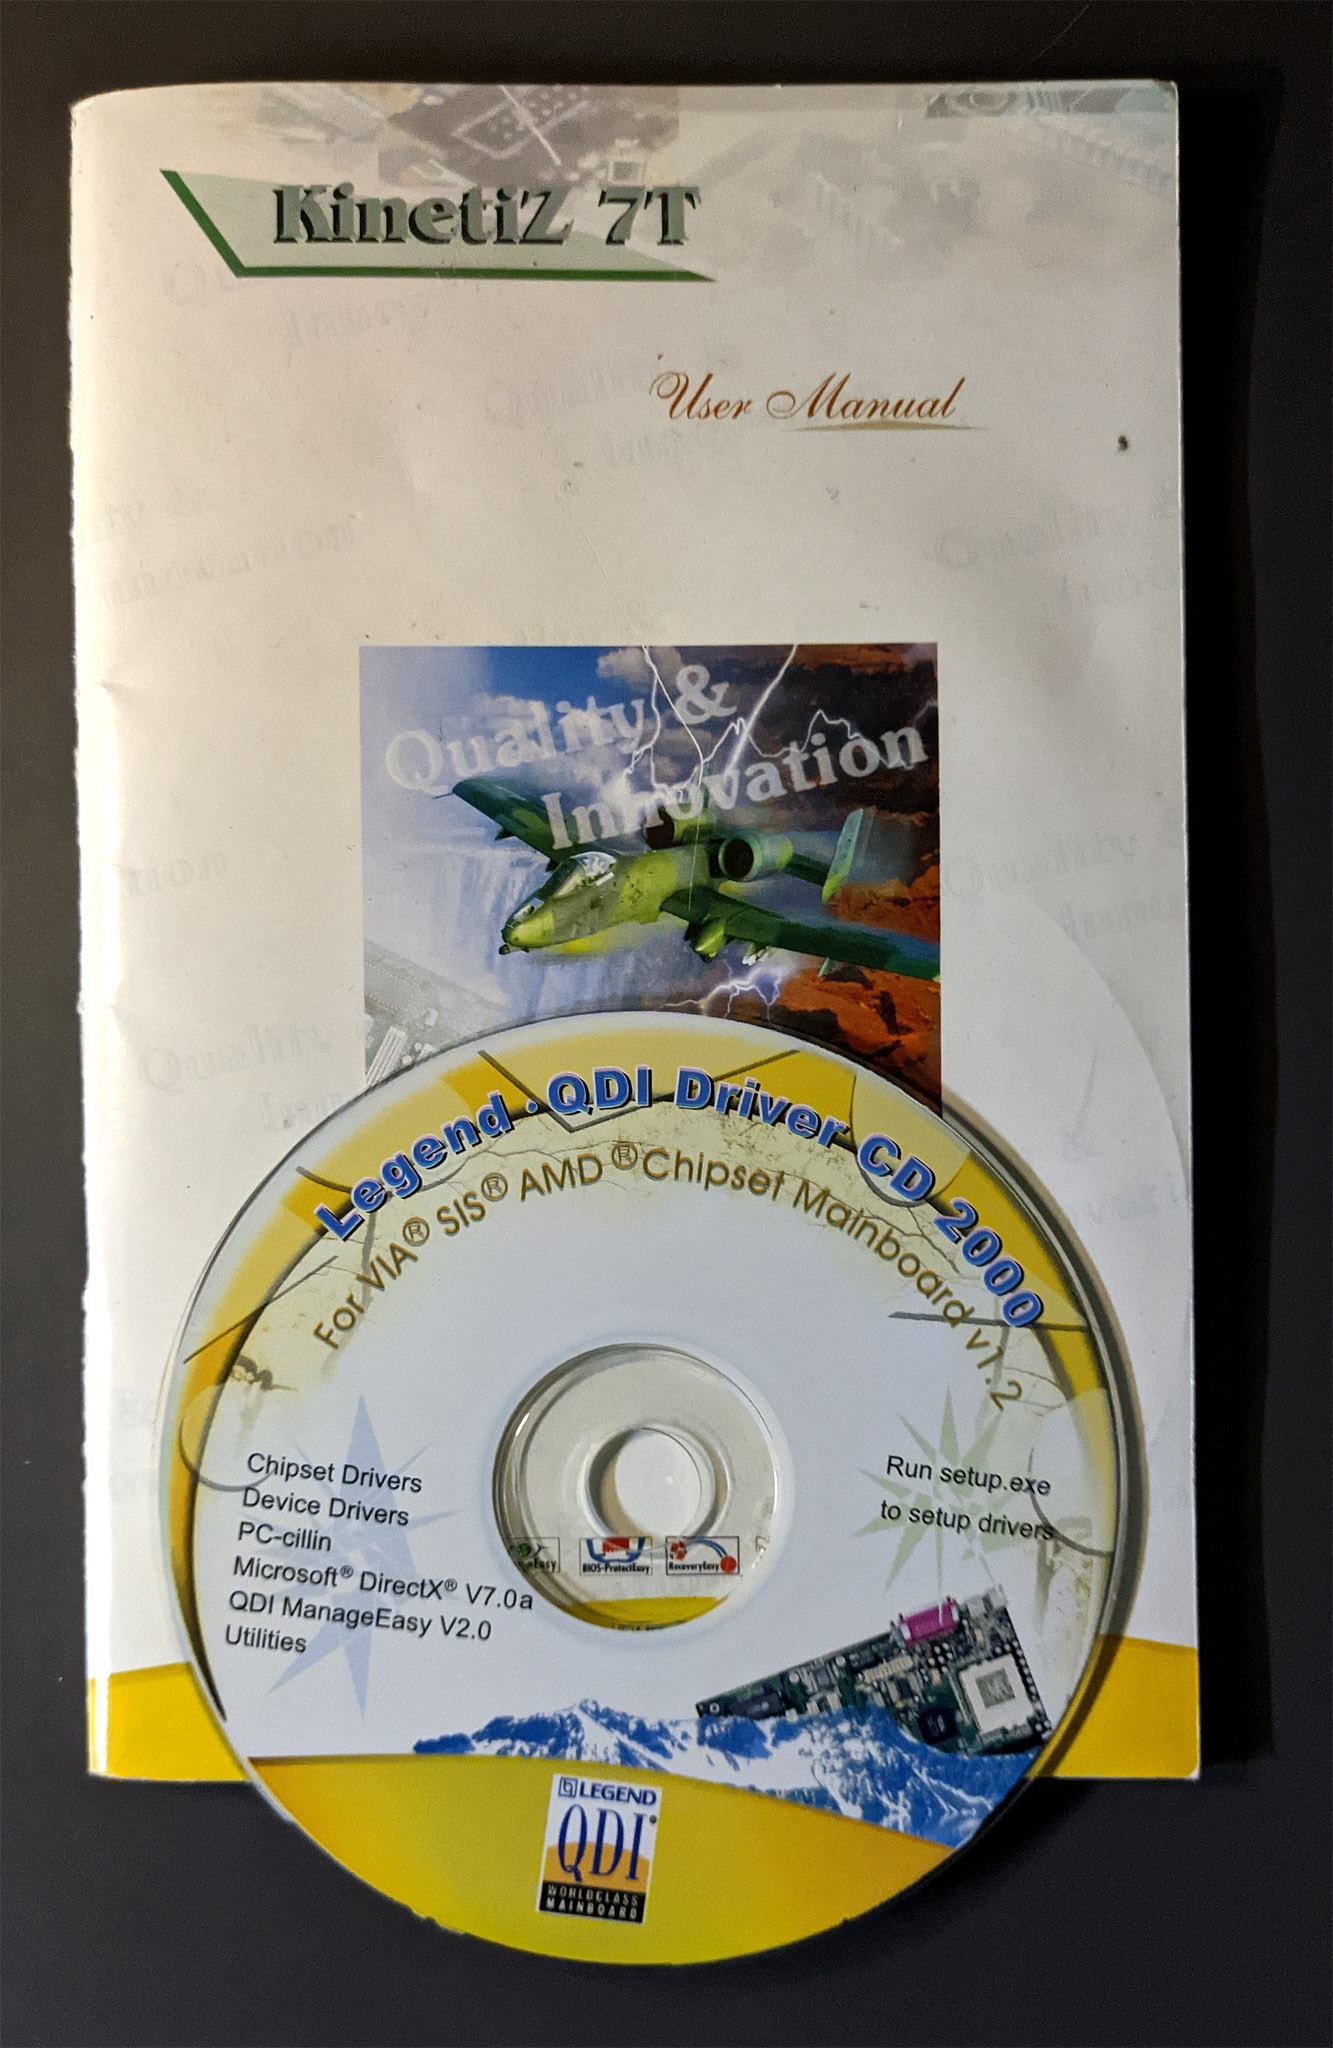 KinetiZ 7T
User Manual
Quality &
Innovation
Legend · QDI Driver CD 2000
For VIA® SIS® AMD ® Chipset Mainboard v1.2
Chipset Drivers
Device Drivers
PC-cillin
Microsoft® DirectX® V7.0a
QDI ManageEasy V2.0
Utilities
Run setup.exe
to setup drivers
BIOS-ProtectEasy
RecoveryEasy
LEGEND
QDI
WORLDCLASS
MAINBOARD